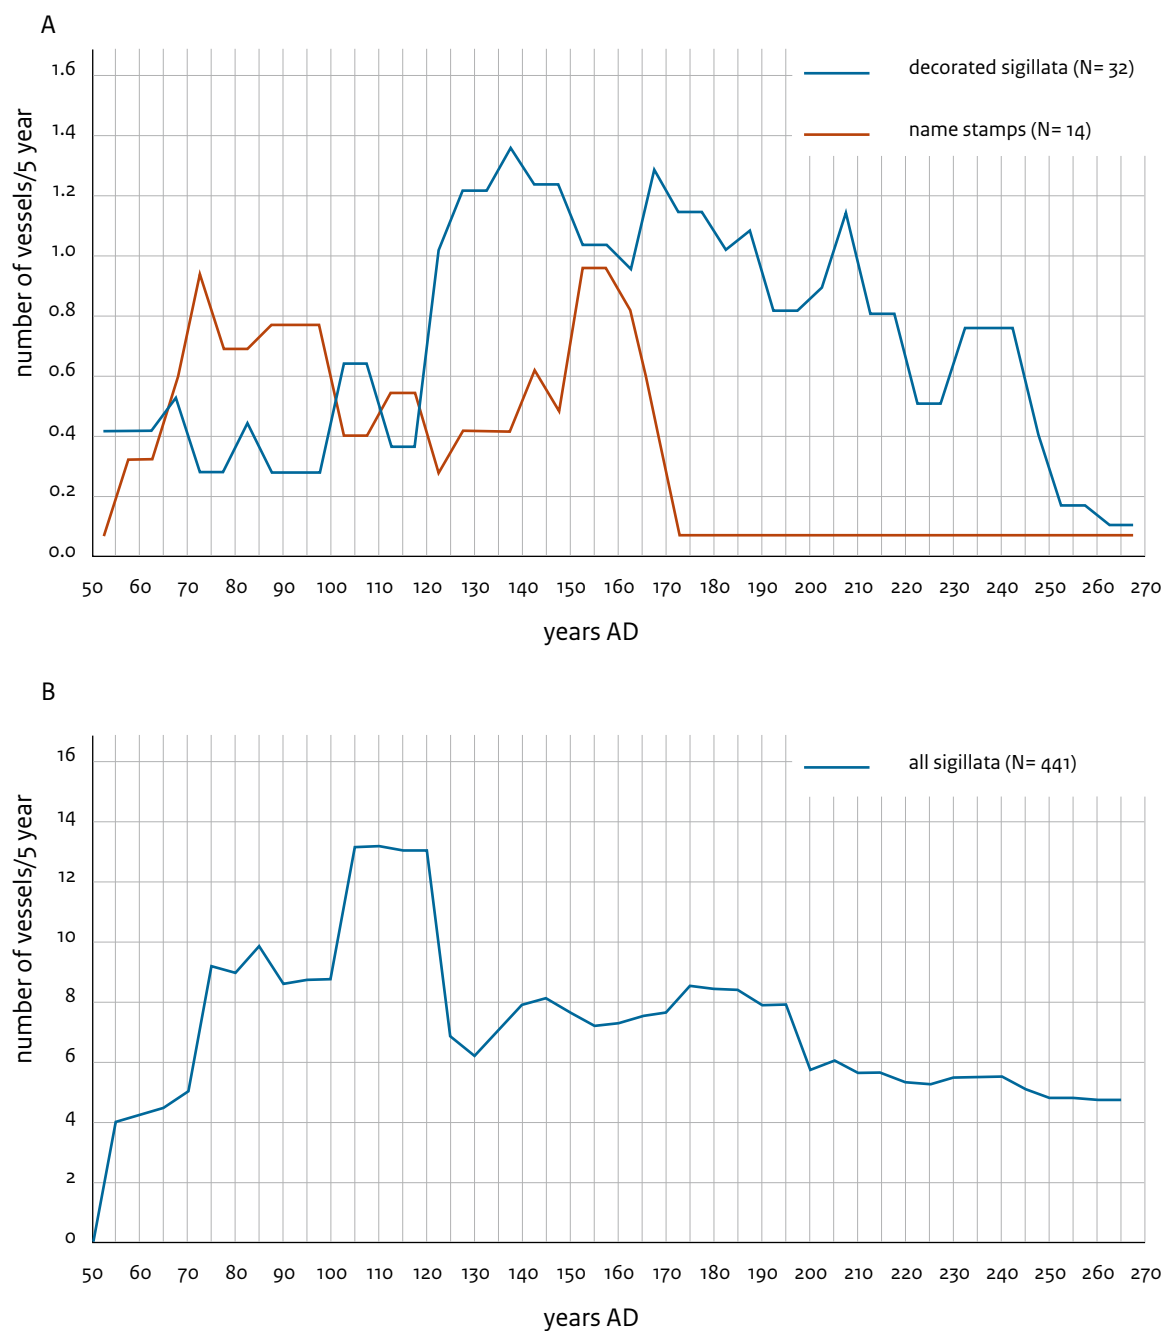 A
1.6
1.4
1.2
1.0
0.8
0.6
0.4
0.2
0.0
number of vessels/5 year
decorated sigillata (N= 32)
name stamps (N= 14)
50 60 70 80 90 100 110 120 130 140 150 160 170 180 190 200 210 220 230 240 250 260 270
years AD
B
16
14
12
10
8
6
4
2
0
number of vessels/5 year
all sigillata (N= 441)
50 60 70 80 90 100 110 120 130 140 150 160 170 180 190 200 210 220 230 240 250 260 270
years AD